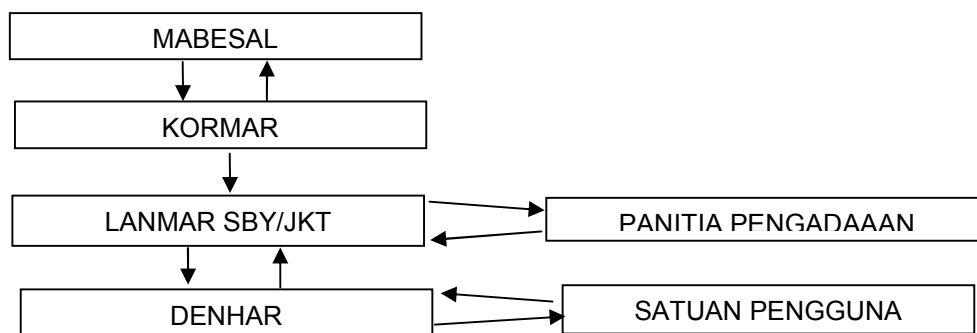 MABESAL
KORMAR
LANMAR SBY/JKT
PANITIA PENGADAAAN
DENHAR
SATUAN PENGGUNA